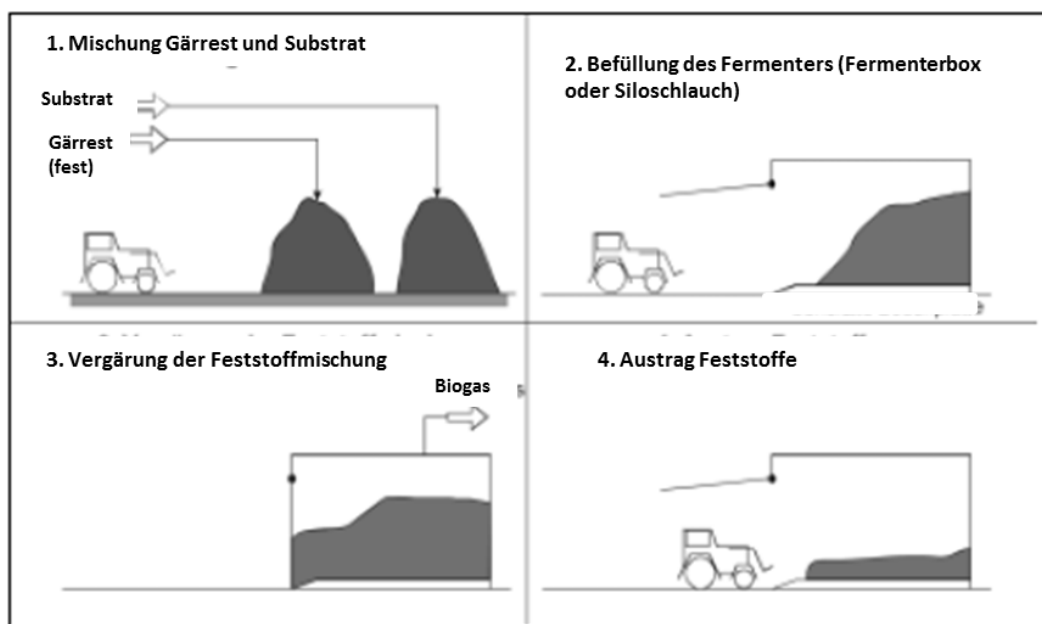 1. Mischung Gärrest und Substrat
Substrat
Gärrest
(fest)
2. Befüllung des Fermenters (Fermenterbox
oder Siloschlauch)
3. Vergärung der Feststoffmischung
Biogas
4. Austrag Feststoffe